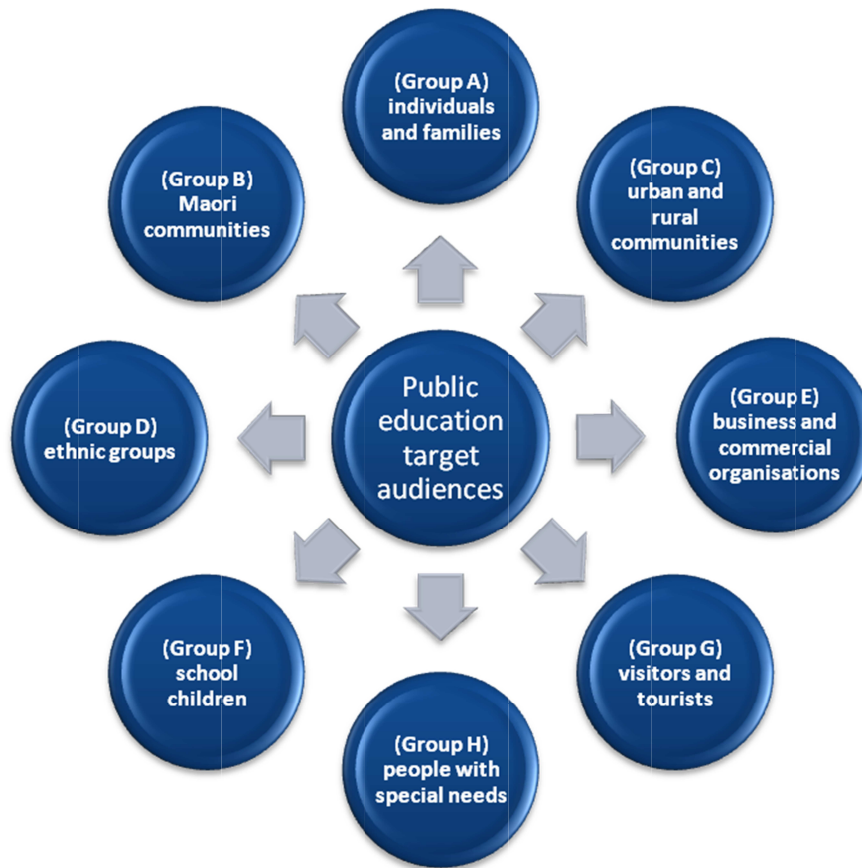 (Group A)
individuals
and families
(Group B)
Maori
communities
(Group C)
urban and
rural
communities
(Group D)
ethnic groups
Public
education
target
audiences
(Group E)
business and
commercial
organisations
(Group F)
school
children
(Group G)
visitors and
tourists
(Group H)
people with
special needs